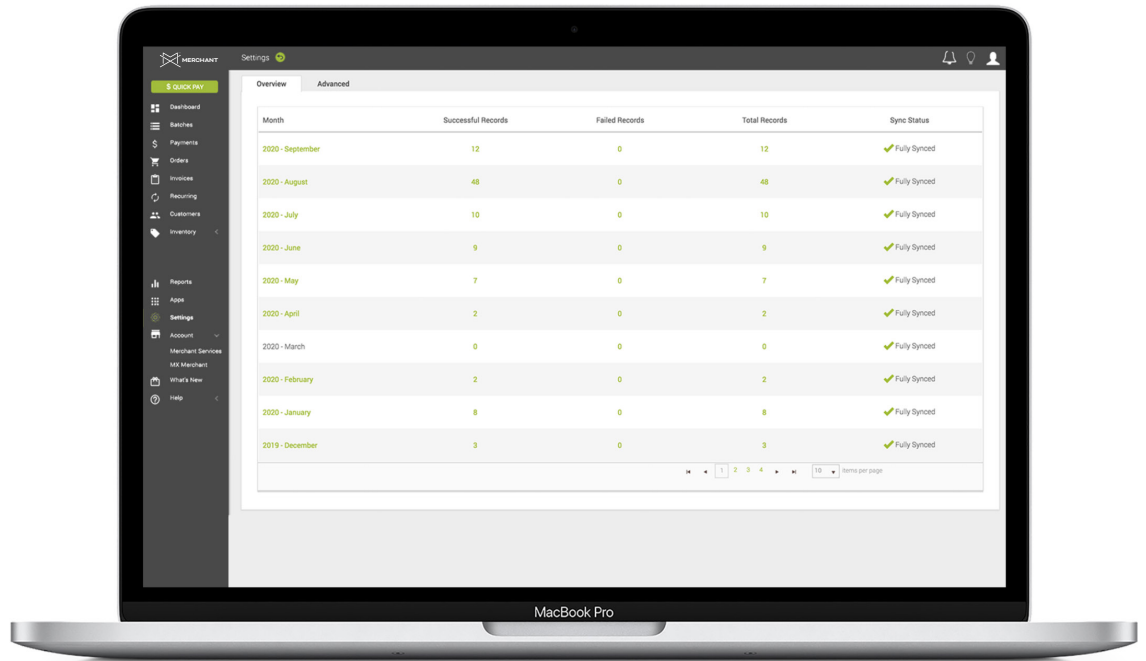 MERCHANT
Settings
$ QUICK PAY
Overview Advanced
Dashboard
Batches
Payments
Orders
Invoices
Recurring
Customers
Inventory
Reports
Apps
Settings
Account
Merchant Services
MX Merchant
What's New
Help
Month Successful Records Failed Records Total Records Sync Status
2020 - September 12 0 12 Fully Synced
2020 - August 48 0 48 Fully Synced
2020 - July 10 0 10 Fully Synced
2020 - June 9 0 9 Fully Synced
2020 - May 7 0 7 Fully Synced
2020 - April 2 0 2 Fully Synced
2020 - March 0 0 0 Fully Synced
2020 - February 2 0 2 Fully Synced
2020 - January 8 0 8 Fully Synced
2019 - December 3 0 3 Fully Synced
1 2 3 4 10 items per page
MacBook Pro